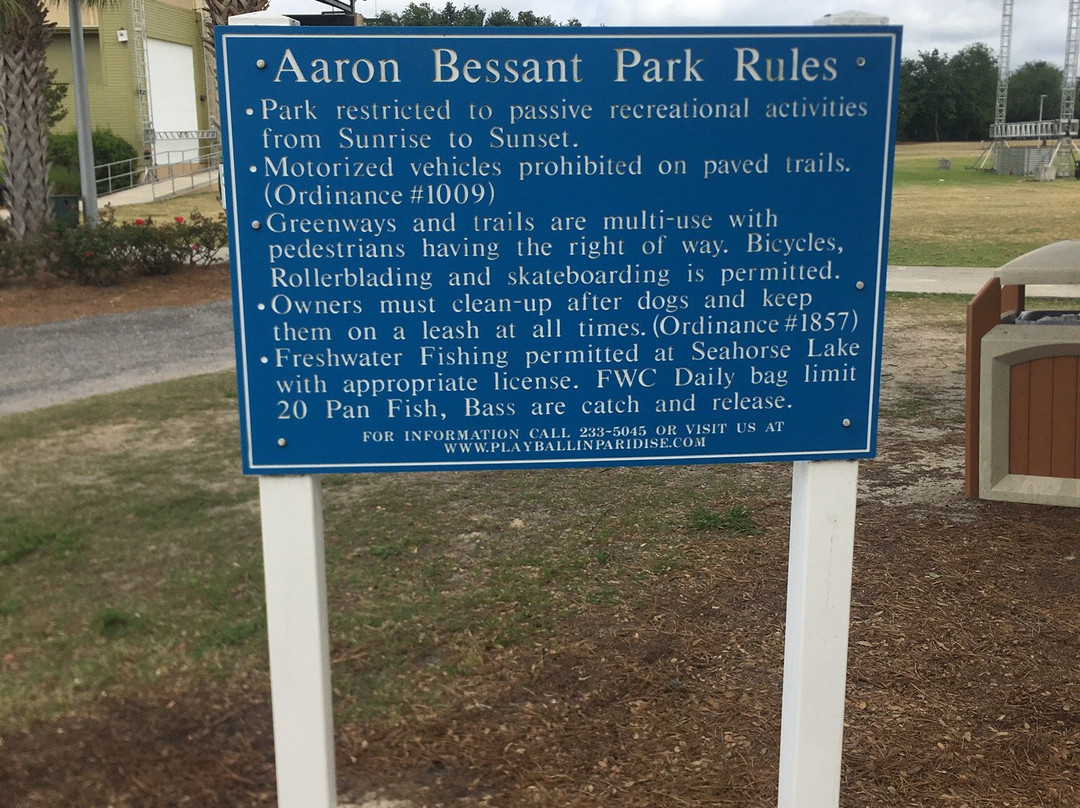 Aaron Bessant Park Rules
• Park restricted to passive recreational activities
from Sunrise to Sunset.
• Motorized vehicles prohibited on paved trails.
(Ordinance #1009)
• Greenways and trails are multi-use with
pedestrians having the right of way. Bicycles,
Rollerblading and skateboarding is permitted.
• Owners must clean-up after dogs and keep
them on a leash at all times. (Ordinance #1857)
• Freshwater Fishing permitted at Seahorse Lake
with appropriate license. FWC Daily bag limit
20 Pan Fish, Bass are catch and release.
FOR INFORMATION CALL 233-5045 OR VISIT US AT
WWW.PLAYBALLINPARIDISE.COM